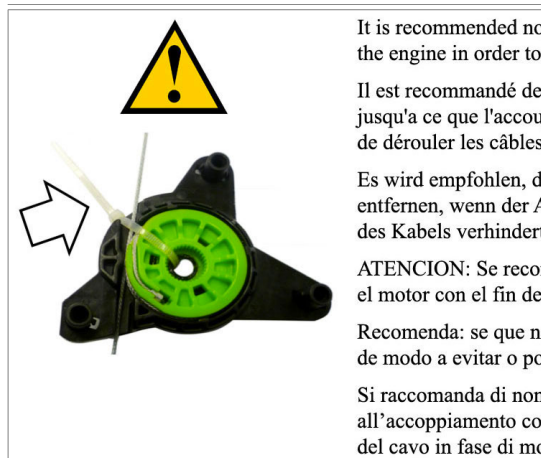 It is recommended no
the engine in order to
Il est recommandé de
jusqu'a ce que l'accou
de dérouler les câbles
Es wird empfohlen, d
entfernen, wenn der A
des Kabels verhindert
ATENCION: Se reco
el motor con el fin de
Recomenda: se que n
de modo a evitar o po
Si raccomanda di non
all’accoppiamento co
del cavo in fase di mo